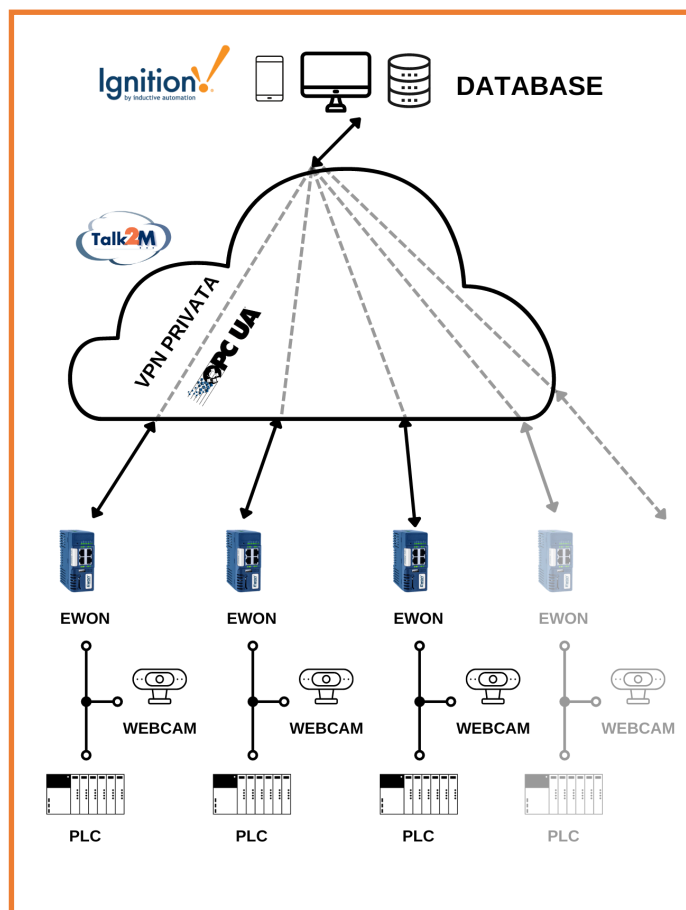 Ignition!
by inductive automation
DATABASE
Talk2M
VPN PRIVATA
OPC UA
EWON
EWON
EWON
EWON
WEBCAM
WEBCAM
WEBCAM
WEBCAM
PLC
PLC
PLC
PLC